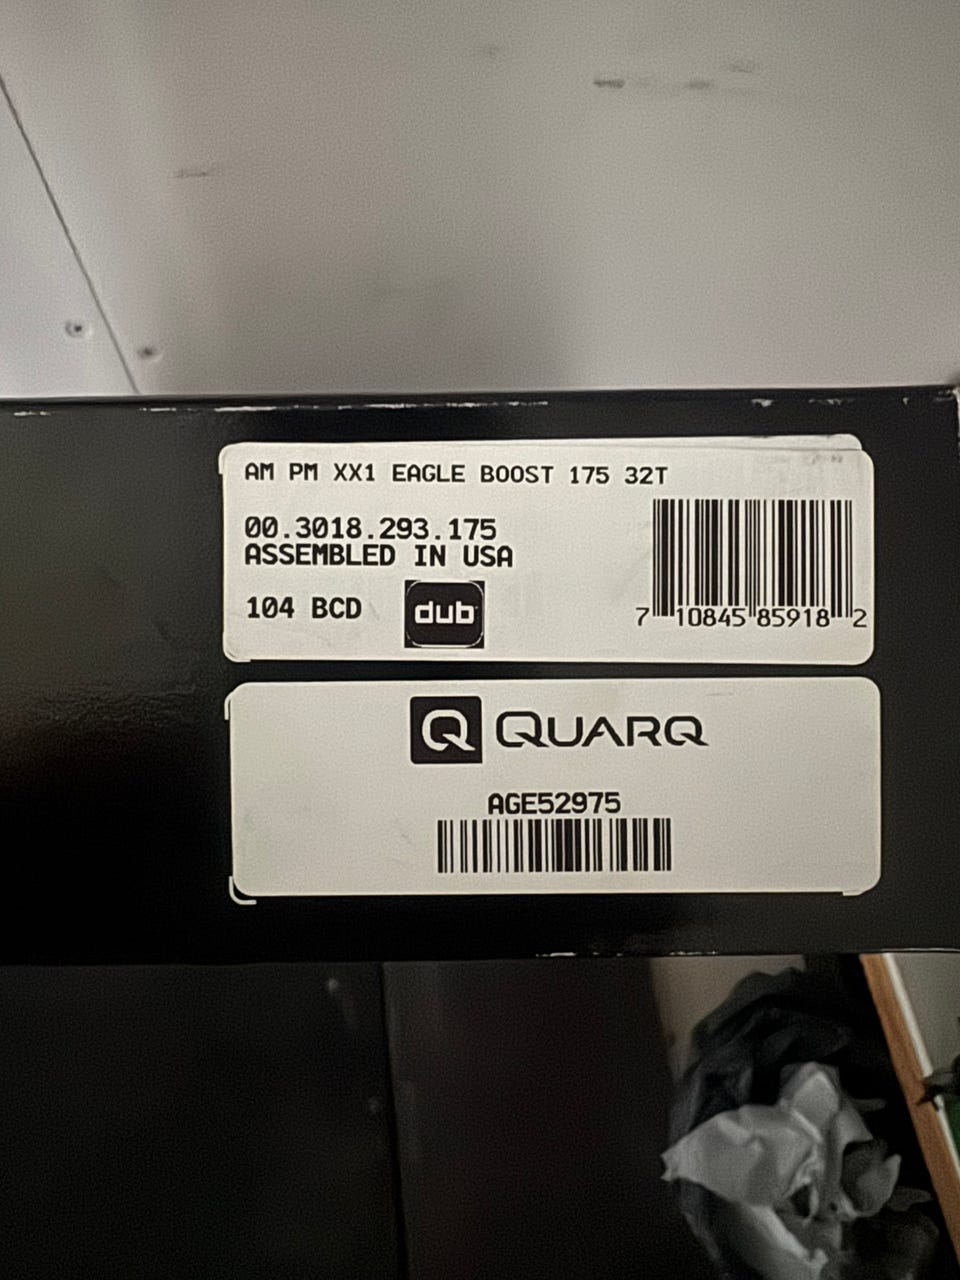 AM PM XX1 EAGLE BOOST 175 32T
00.3018.293.175
ASSEMBLED IN USA
104 BCD
dub
7 10845 85918 2
Q QUARQ
AGE52975